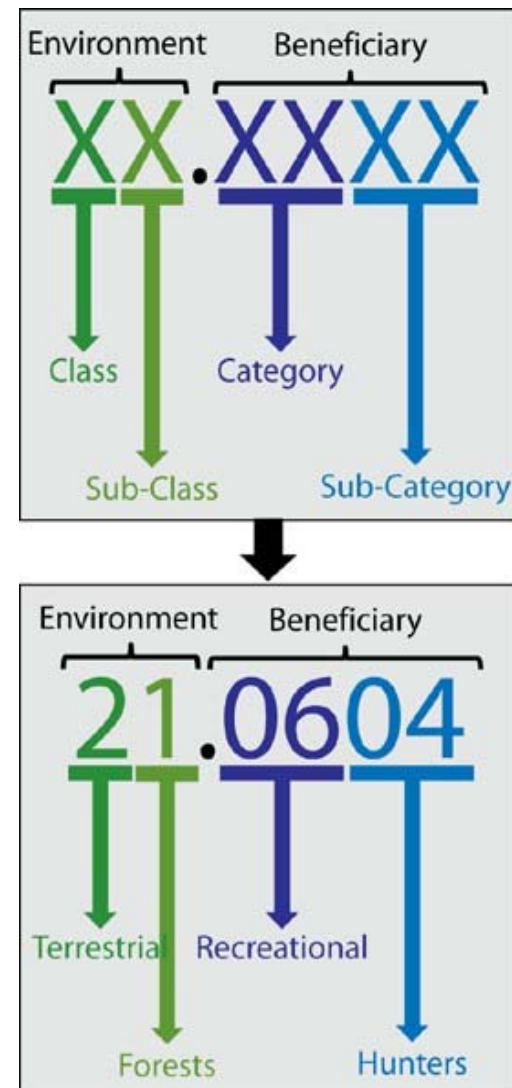 Environment Beneficiary
XX.XXXX
Class Category
Sub-Class Sub-Category
Environment Beneficiary
21.0604
Terrestrial Recreational
Forests Hunters